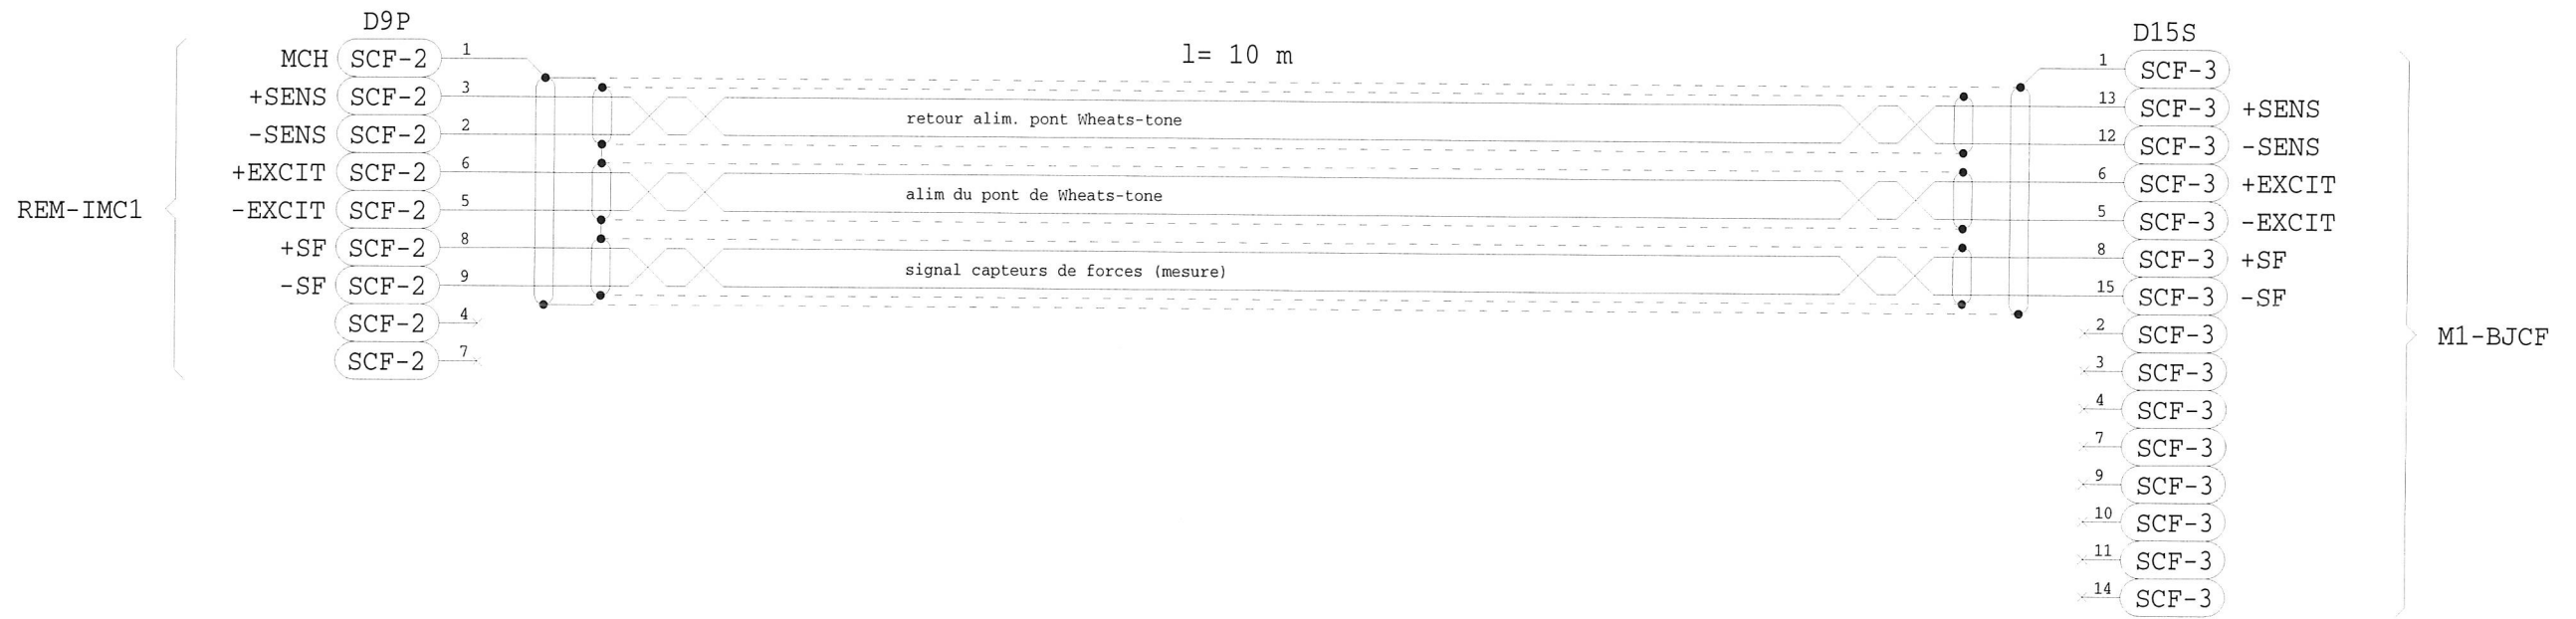 D9P
D15S
l= 10 m
MCH SCF-2 1
1 SCF-3
+SENS SCF-2 3
13 SCF-3 +SENS
retour alim. pont Wheats-tone
-SENS SCF-2 2
12 SCF-3 -SENS
+EXCIT SCF-2 6
6 SCF-3 +EXCIT
alim du pont de Wheats-tone
REM-IMC1
-EXCIT SCF-2 5
5 SCF-3 -EXCIT
+SF SCF-2 8
8 SCF-3 +SF
signal capteurs de forces (mesure)
-SF SCF-2 9
15 SCF-3 -SF
SCF-2 4
2 SCF-3
M1-BJCF
SCF-2 7
3 SCF-3
4 SCF-3
7 SCF-3
9 SCF-3
10 SCF-3
11 SCF-3
14 SCF-3